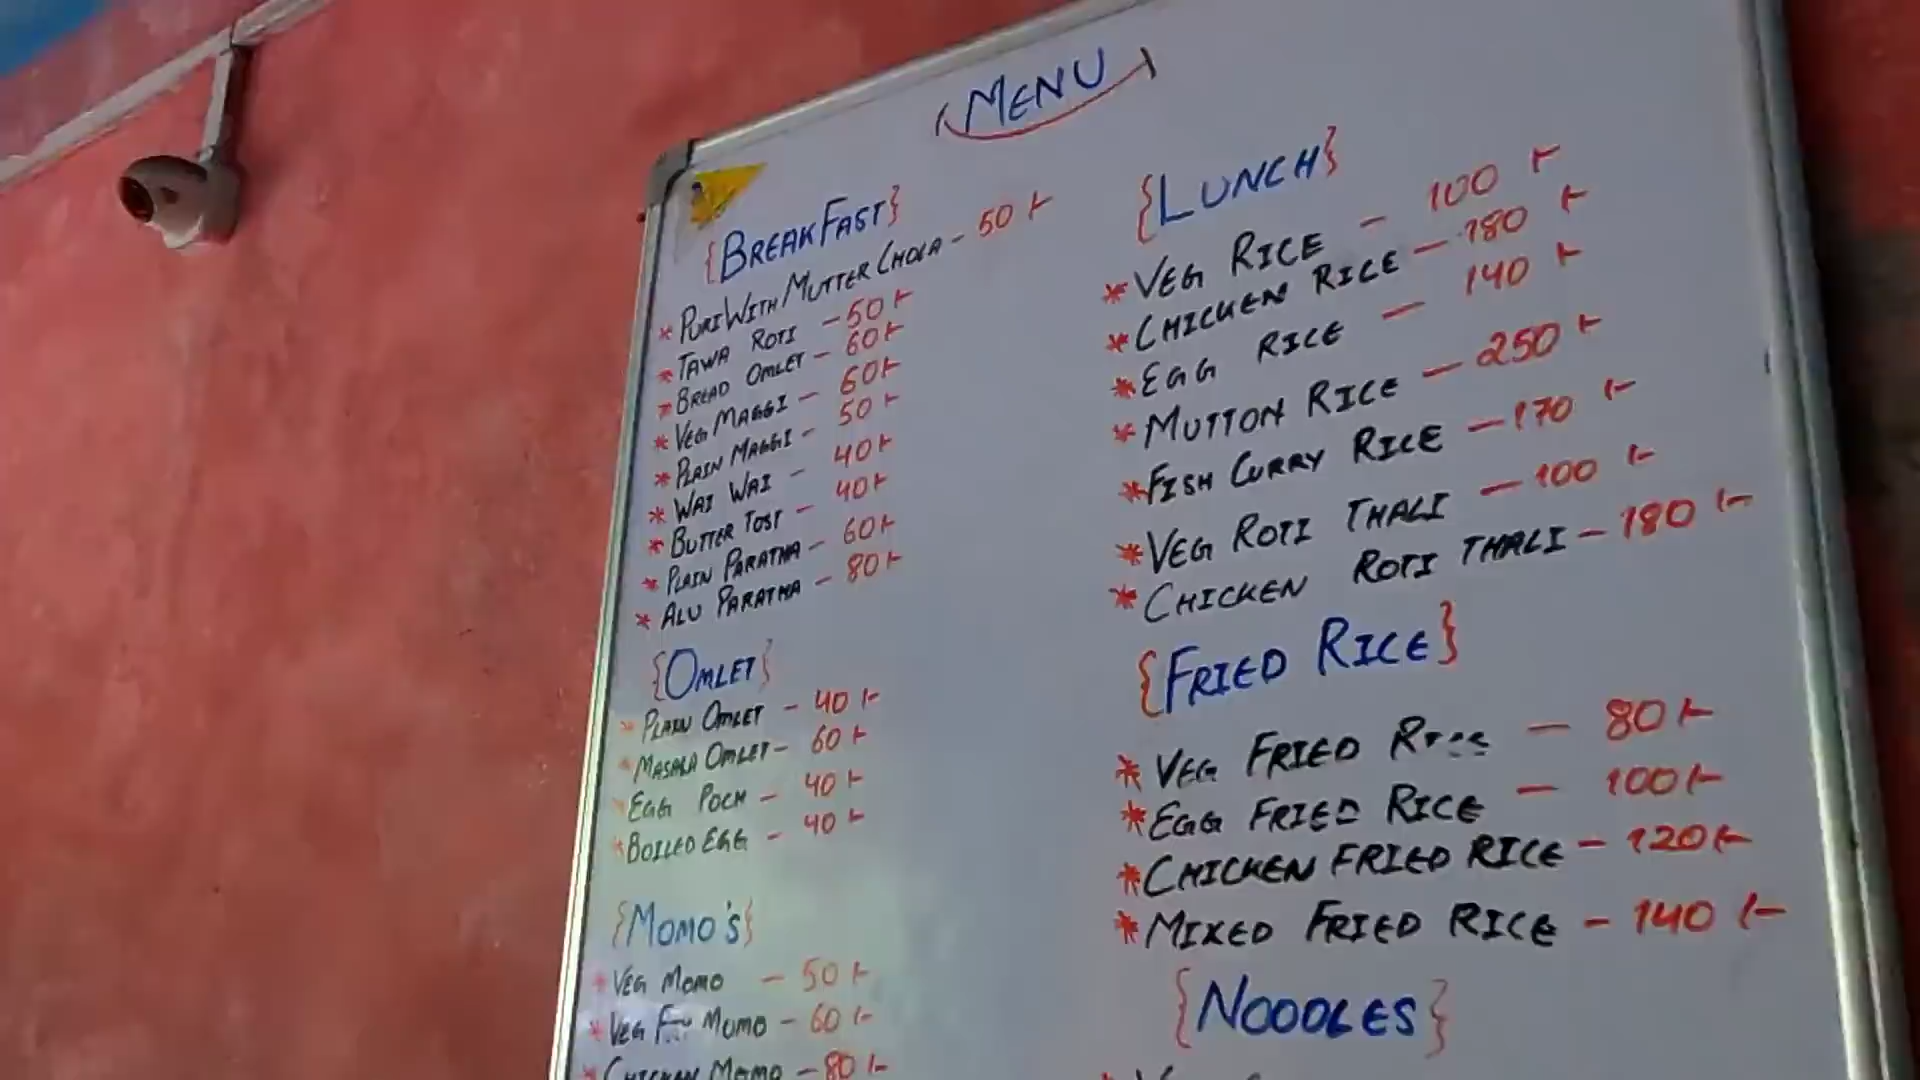 MENU
{BREAKFAST}
* PURI WITH MUTTER CHOLA - 50/-
* TAWA ROTI - 50/-
* BREAD OMLET - 60/-
* VEG MAGGI - 60/-
* PLAIN MAGGI - 50/-
* WAI WAI - 40/-
* BUTTER TOST - 40/-
* PLAIN PARATHA - 60/-
* ALU PARATHA - 80/-
{OMLET}
* PLAIN OMLET - 40/-
* MASALA OMLET - 60/-
* EGG POCH - 40/-
* BOILED EGG - 40/-
{MOMO'S}
* VEG MOMO - 50/-
* VEG MOMO - 60/-
* CHICKEN MOMO - 80/-
{LUNCH}
* VEG RICE - 100/-
* CHICKEN RICE - 180/-
* EGG RICE - 140/-
* MUTTON RICE - 250/-
* FISH CURRY RICE - 170/-
* VEG ROTI THALI - 100/-
* CHICKEN ROTI THALI - 180/-
{FRIED RICE}
* VEG FRIED - 80/-
* EGG FRIED RICE - 100/-
* CHICKEN FRIED RICE - 120/-
* MIXED FRIED RICE - 140/-
{NOODLES}